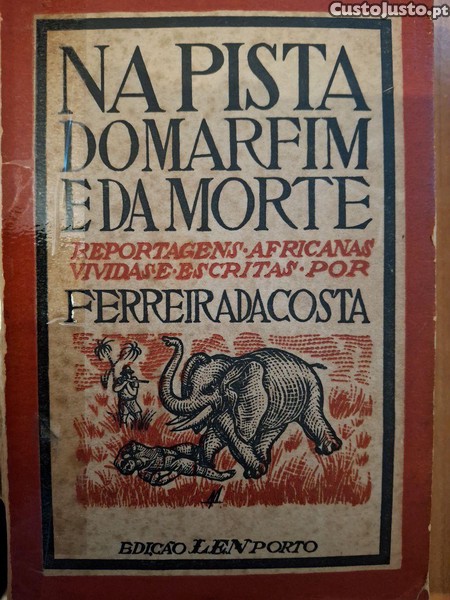 CustoJusto.pt
NA PISTA
DO MARFIM
E DA MORTE
REPORTAGENS · AFRICANAS
VIVIDAS · E · ESCRITAS · POR
FERREIRA DA COSTA
EDIÇÃO LEN PORTO